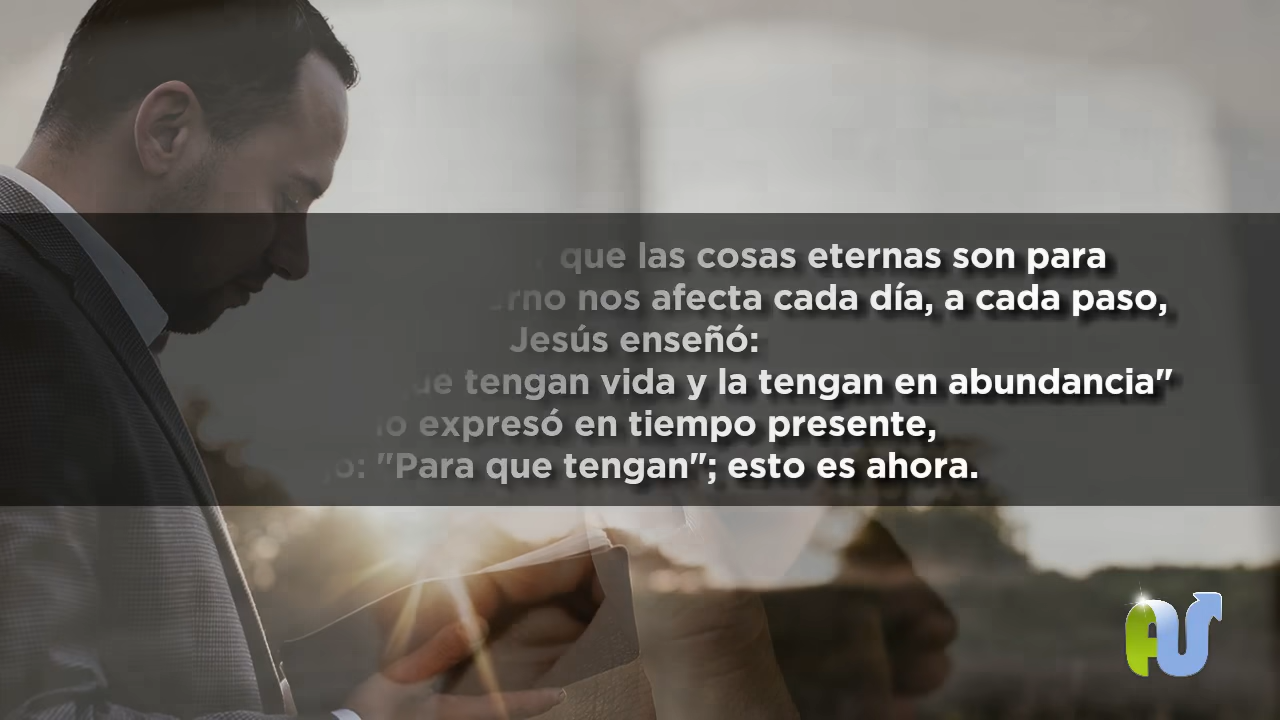 que las cosas eternas son para
nos afecta cada día, a cada paso,
Jesús enseñó:
tengan vida y la tengan en abundancia"
expresó en tiempo presente,
"Para que tengan"; esto es ahora.